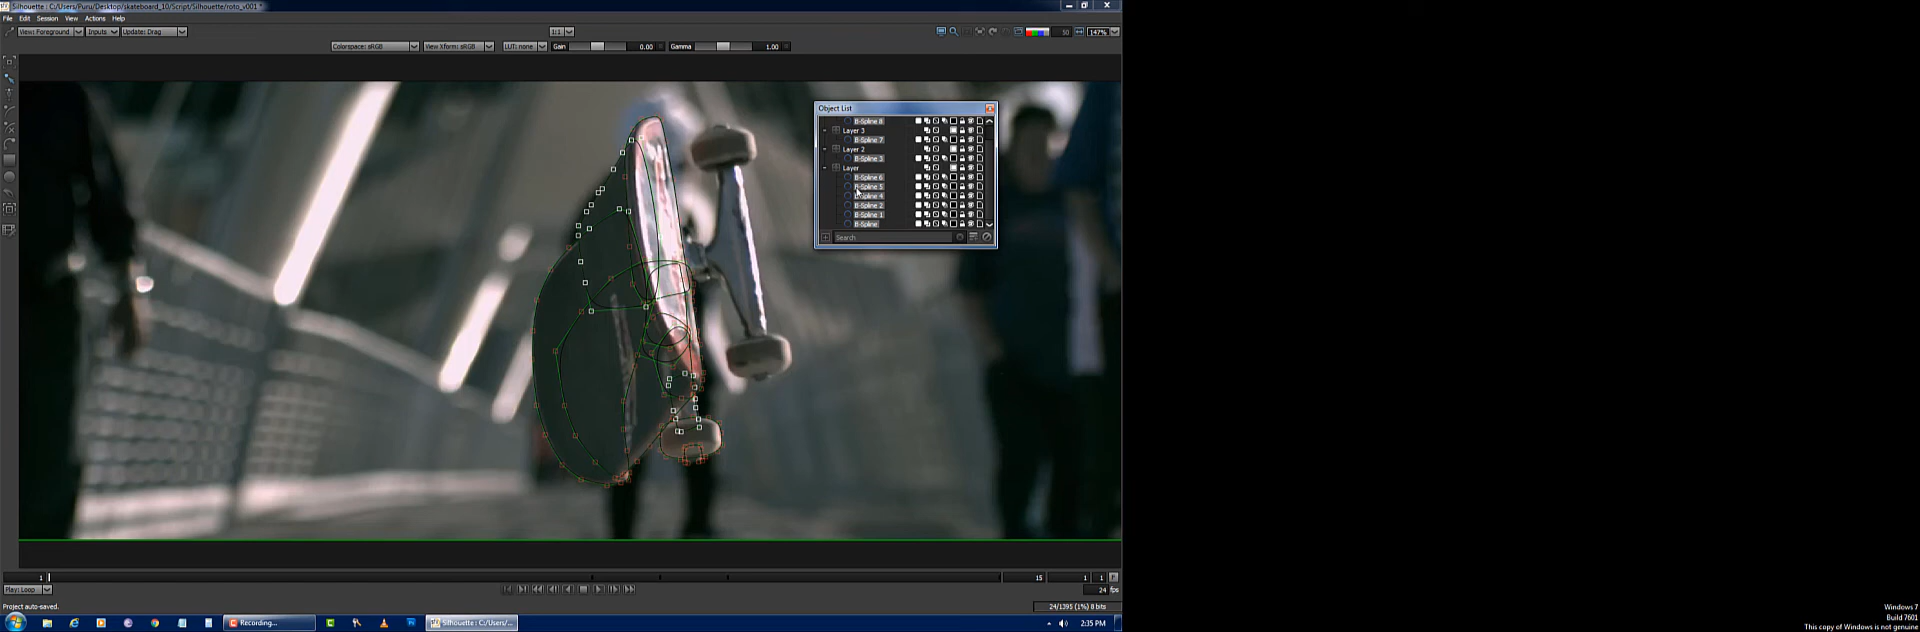 Silhouette : C:/Users/Puru/Desktop/skateboard_10/Script/Silhouette/roto_v001 *
File Edit Session View Actions Help
View: Foreground Inputs Update: Drag 1:1 50 147%
Colorspace: sRGB View Xform: sRGB LUT: none Gain 0.00 Gamma 1.00
Object List
B-Spline 8
Layer 3
B-Spline 7
Layer 2
B-Spline 3
Layer
B-Spline 6
B-Spline 5
B-Spline 4
B-Spline 2
B-Spline 1
B-Spline
Search
1 15 1 1
Play: Loop 24 fps
Project auto-saved. 24/1395 (1%) 8 bits
Recording... Silhouette : C:/Users/... 2:35 PM
Windows 7
Build 7601
This copy of Windows is not genuine